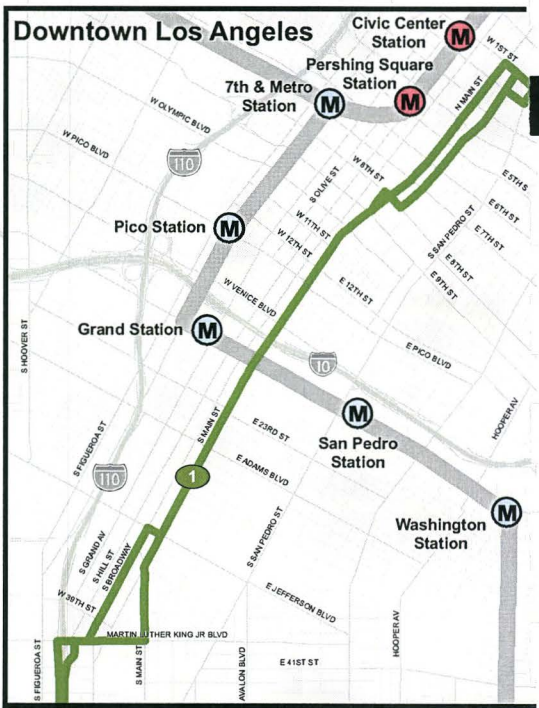 Downtown Los Angeles
Civic Center
Station
M
Pershing Square
Station
M
7th & Metro
Station
M
W 1ST ST
N MAIN ST
W OLYMPIC BLVD
W PICO BLVD
110
S OLIVE ST
W 8TH ST
E 5TH S
E 6TH ST
E 7TH ST
E 8TH ST
E 9TH ST
S SAN PEDRO ST
W 11TH ST
W 12TH ST
Pico Station
M
E 12TH ST
W VENICE BLVD
E PICO BLVD
Grand Station
M
10
S HOOVER ST
HOOPER AV
S MAIN ST
E 23RD ST
San Pedro
Station
M
E ADAMS BLVD
S FIGUEROA ST
110
1
Washington
Station
M
S SAN PEDRO ST
S GRAND AV
S HILL ST
S BROADWAY
W 39TH ST
E JEFFERSON BLVD
HOOPER AV
MARTIN LUTHER KING JR BLVD
S FIGUEROA ST
S MAIN ST
AVALON BLVD
E 41ST ST